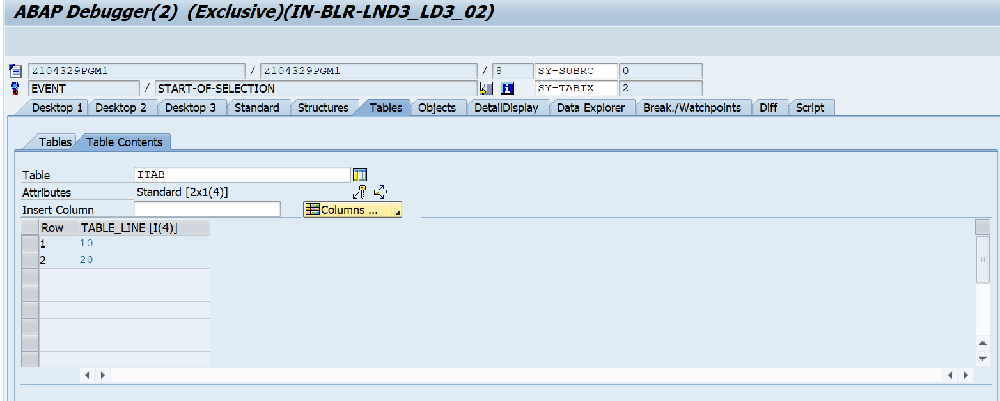 ABAP Debugger(2) (Exclusive)(IN-BLR-LND3_LD3_02)
Z104329PGM1 / Z104329PGM1 / 8 SY-SUBRC 0
EVENT / START-OF-SELECTION SY-TABIX 2
Desktop 1 Desktop 2 Desktop 3 Standard Structures Tables Objects DetailDisplay Data Explorer Break./Watchpoints Diff Script
Tables Table Contents
Table ITAB
Attributes Standard [2x1(4)]
Insert Column Columns ...
Row TABLE_LINE [I(4)]
1 10
2 20